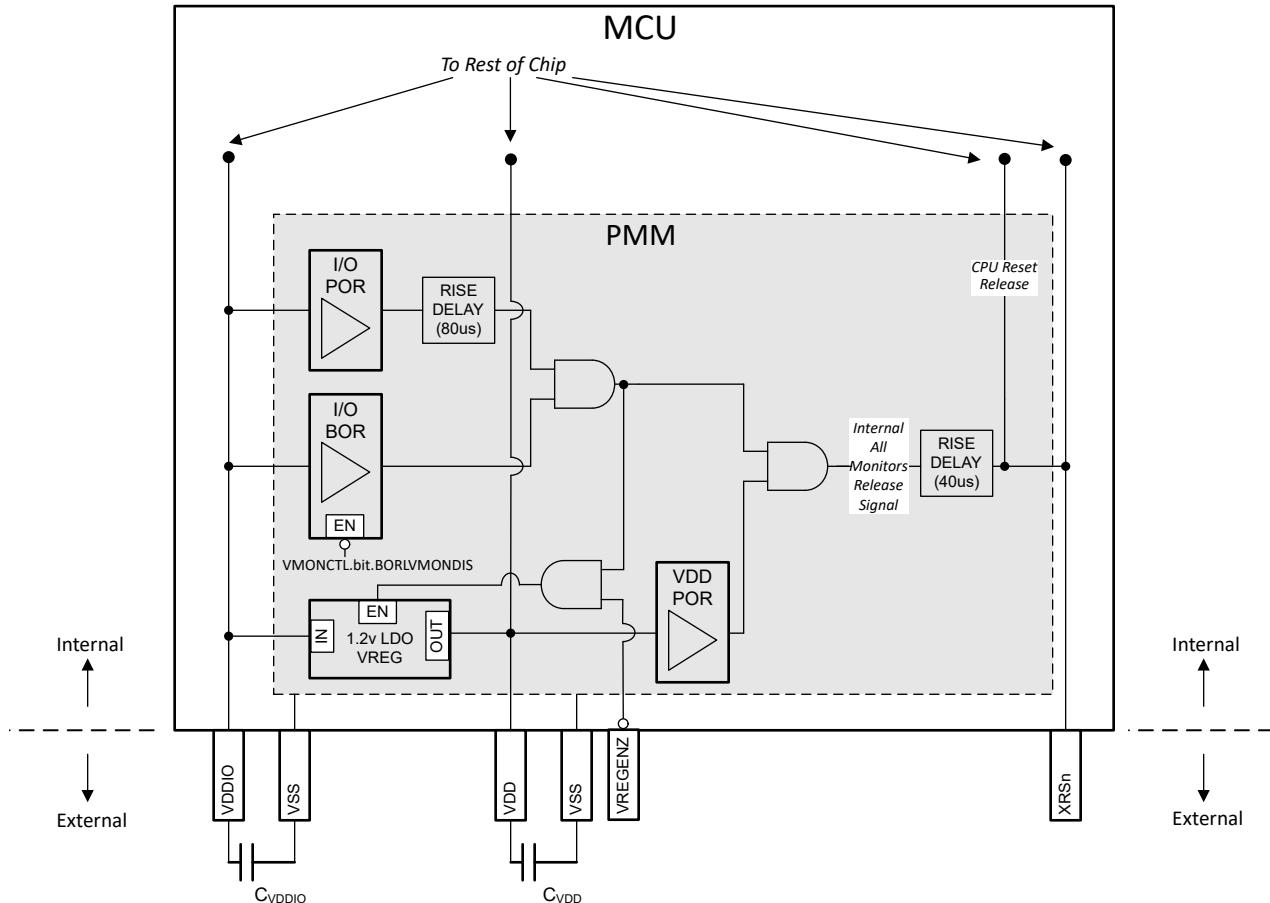 MCU
To Rest of Chip
PMM
I/O
POR
RISE
DELAY
(80us)
CPU Reset
Release
I/O
BOR
EN
VMONCTL.bit.BORLVMONDIS
Internal
All
Monitors
Release
Signal
RISE
DELAY
(40us)
EN
IN
1.2v LDO
VREG
OUT
VDD
POR
Internal
External
Internal
External
VDDIO
VSS
VDD
VSS
VREGENZ
XRSn
CVDDIO
CVDD